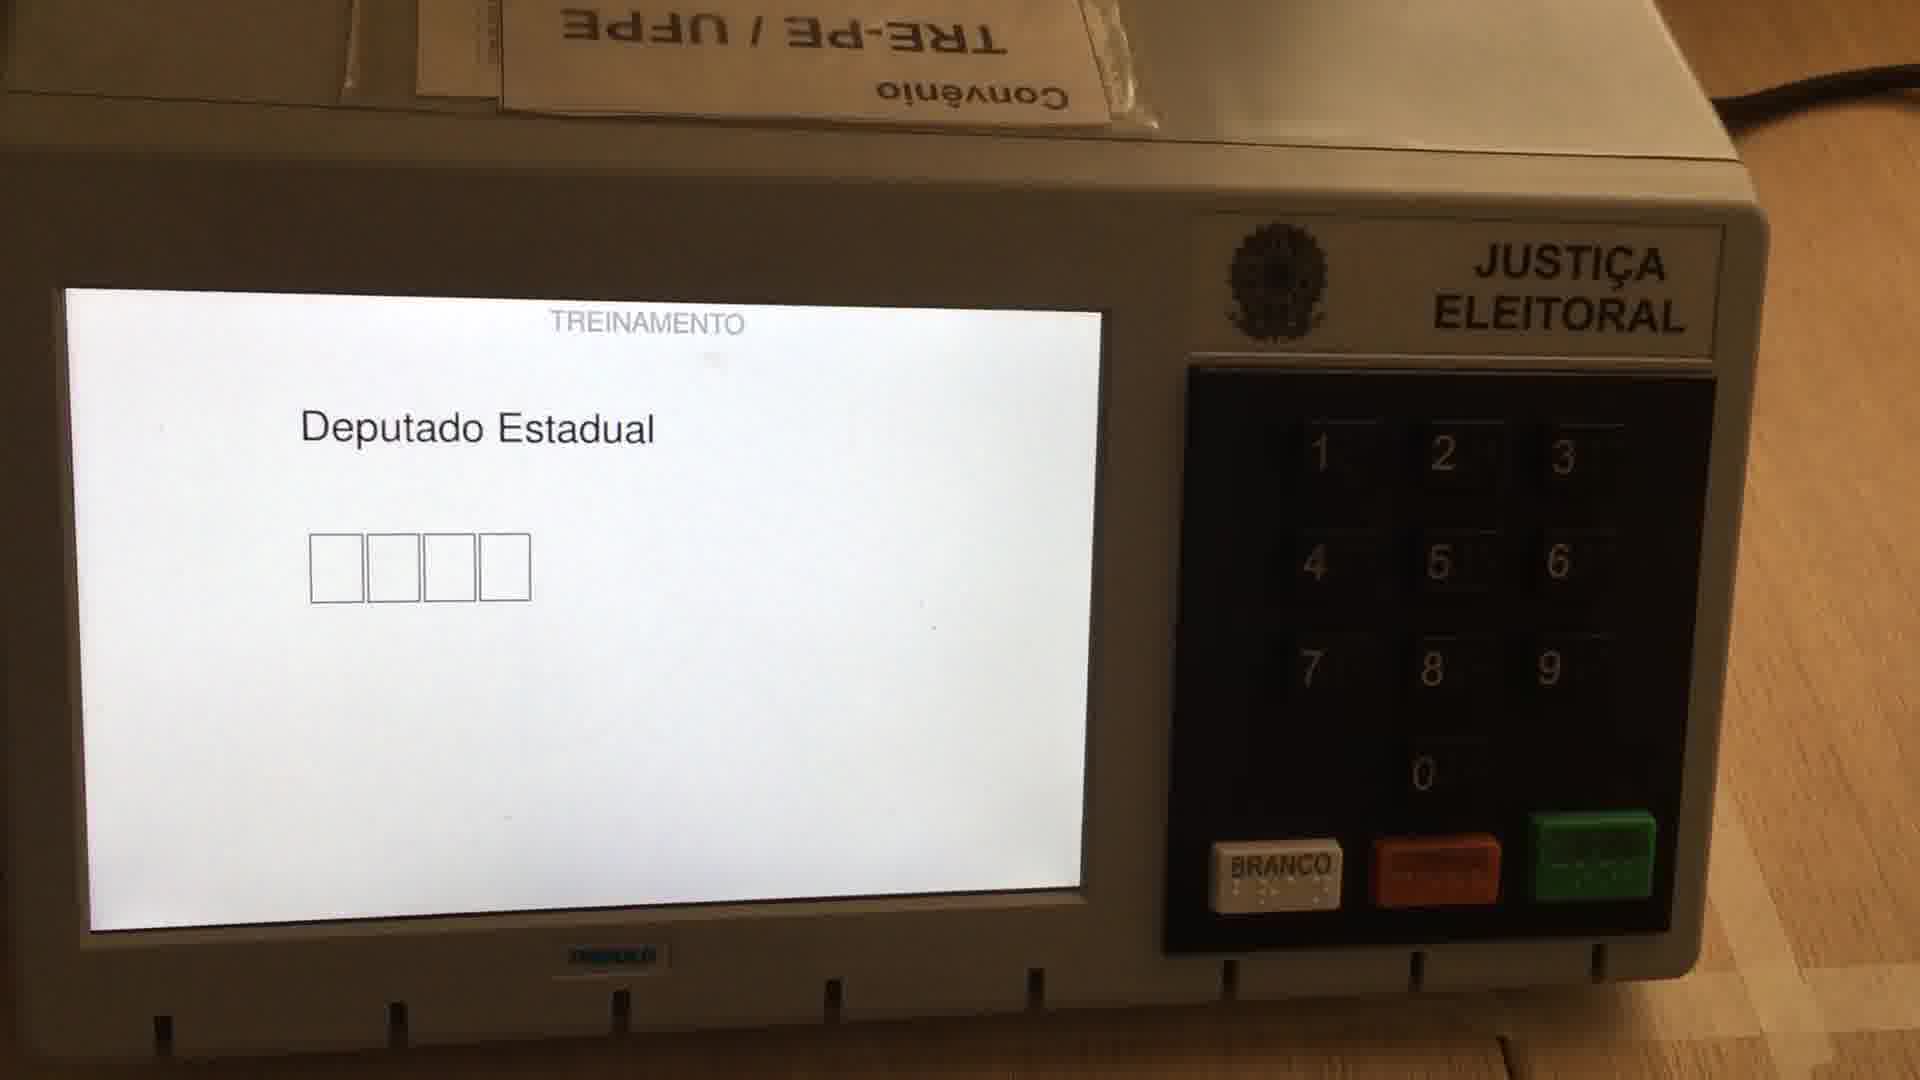 Convênio
TRE-PE / UFPE
JUSTIÇA
ELEITORAL
TREINAMENTO
Deputado Estadual
1 2 3
4 5 6
7 8 9
0
BRANCO